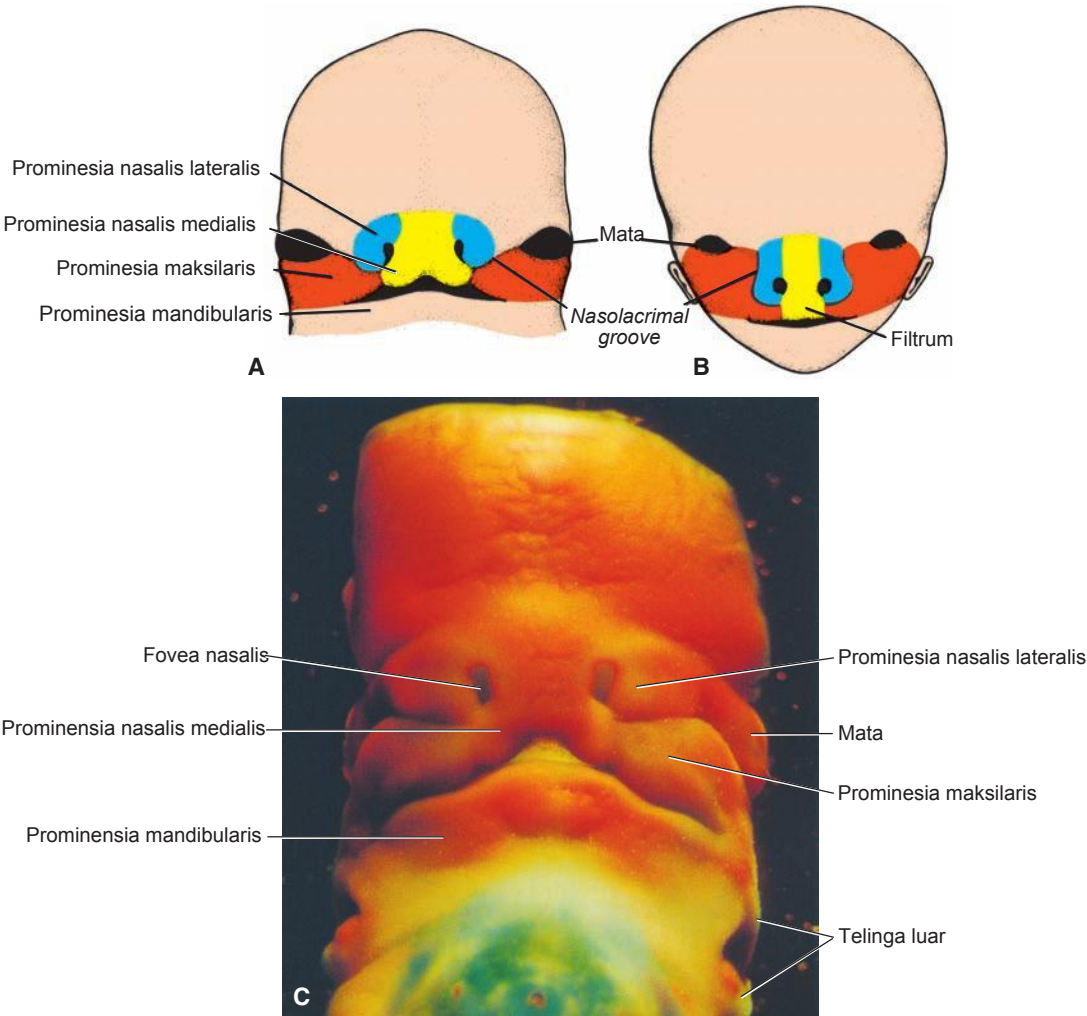 Prominesia nasalis lateralis
Prominesia nasalis medialis
Prominesia maksilaris
Prominesia mandibularis
Mata
Nasolacrimal
groove
Filtrum
A
B
Fovea nasalis
Prominensia nasalis medialis
Prominensia mandibularis
Prominesia nasalis lateralis
Mata
Prominesia maksilaris
Telinga luar
C